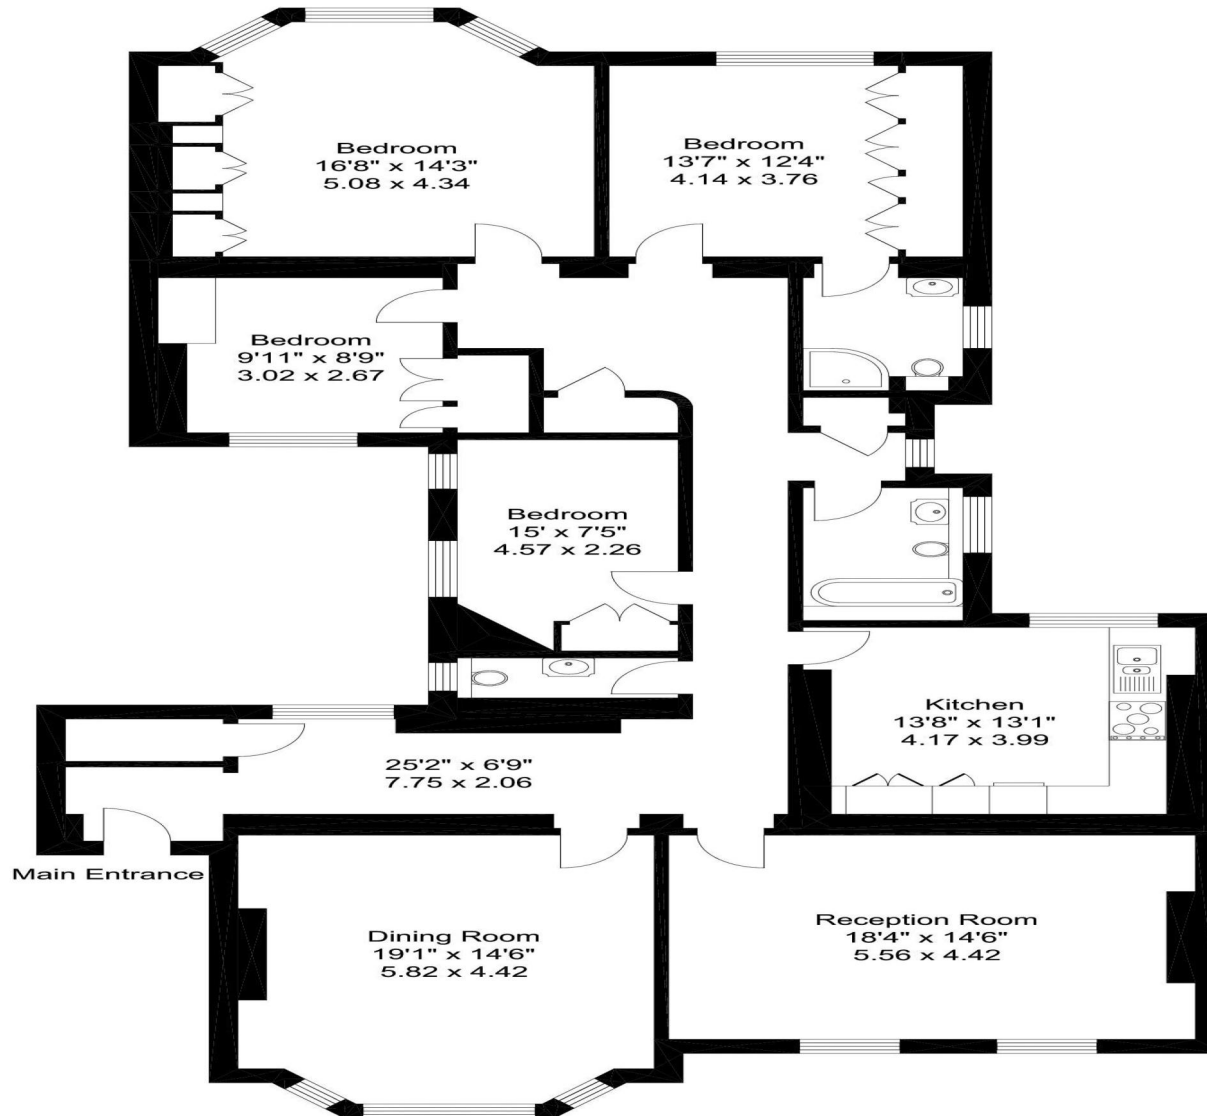 Bedroom
16'8" x 14'3"
5.08 x 4.34
Bedroom
13'7" x 12'4"
4.14 x 3.76
Bedroom
9'11" x 8'9"
3.02 x 2.67
Bedroom
15' x 7'5"
4.57 x 2.26
Kitchen
13'8" x 13'1"
4.17 x 3.99
25'2" x 6'9"
7.75 x 2.06
Main Entrance
Dining Room
19'1" x 14'6"
5.82 x 4.42
Reception Room
18'4" x 14'6"
5.56 x 4.42